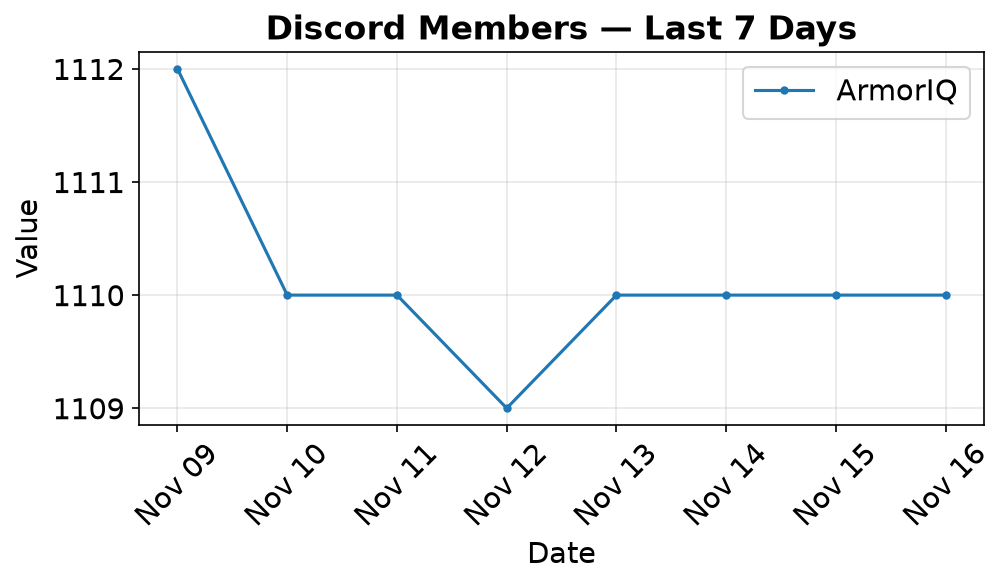 Discord Members — Last 7 Days
ArmorIQ
Value
1112
1111
1110
1109
Nov 09
Nov 10
Nov 11
Nov 12
Nov 13
Nov 14
Nov 15
Nov 16
Date